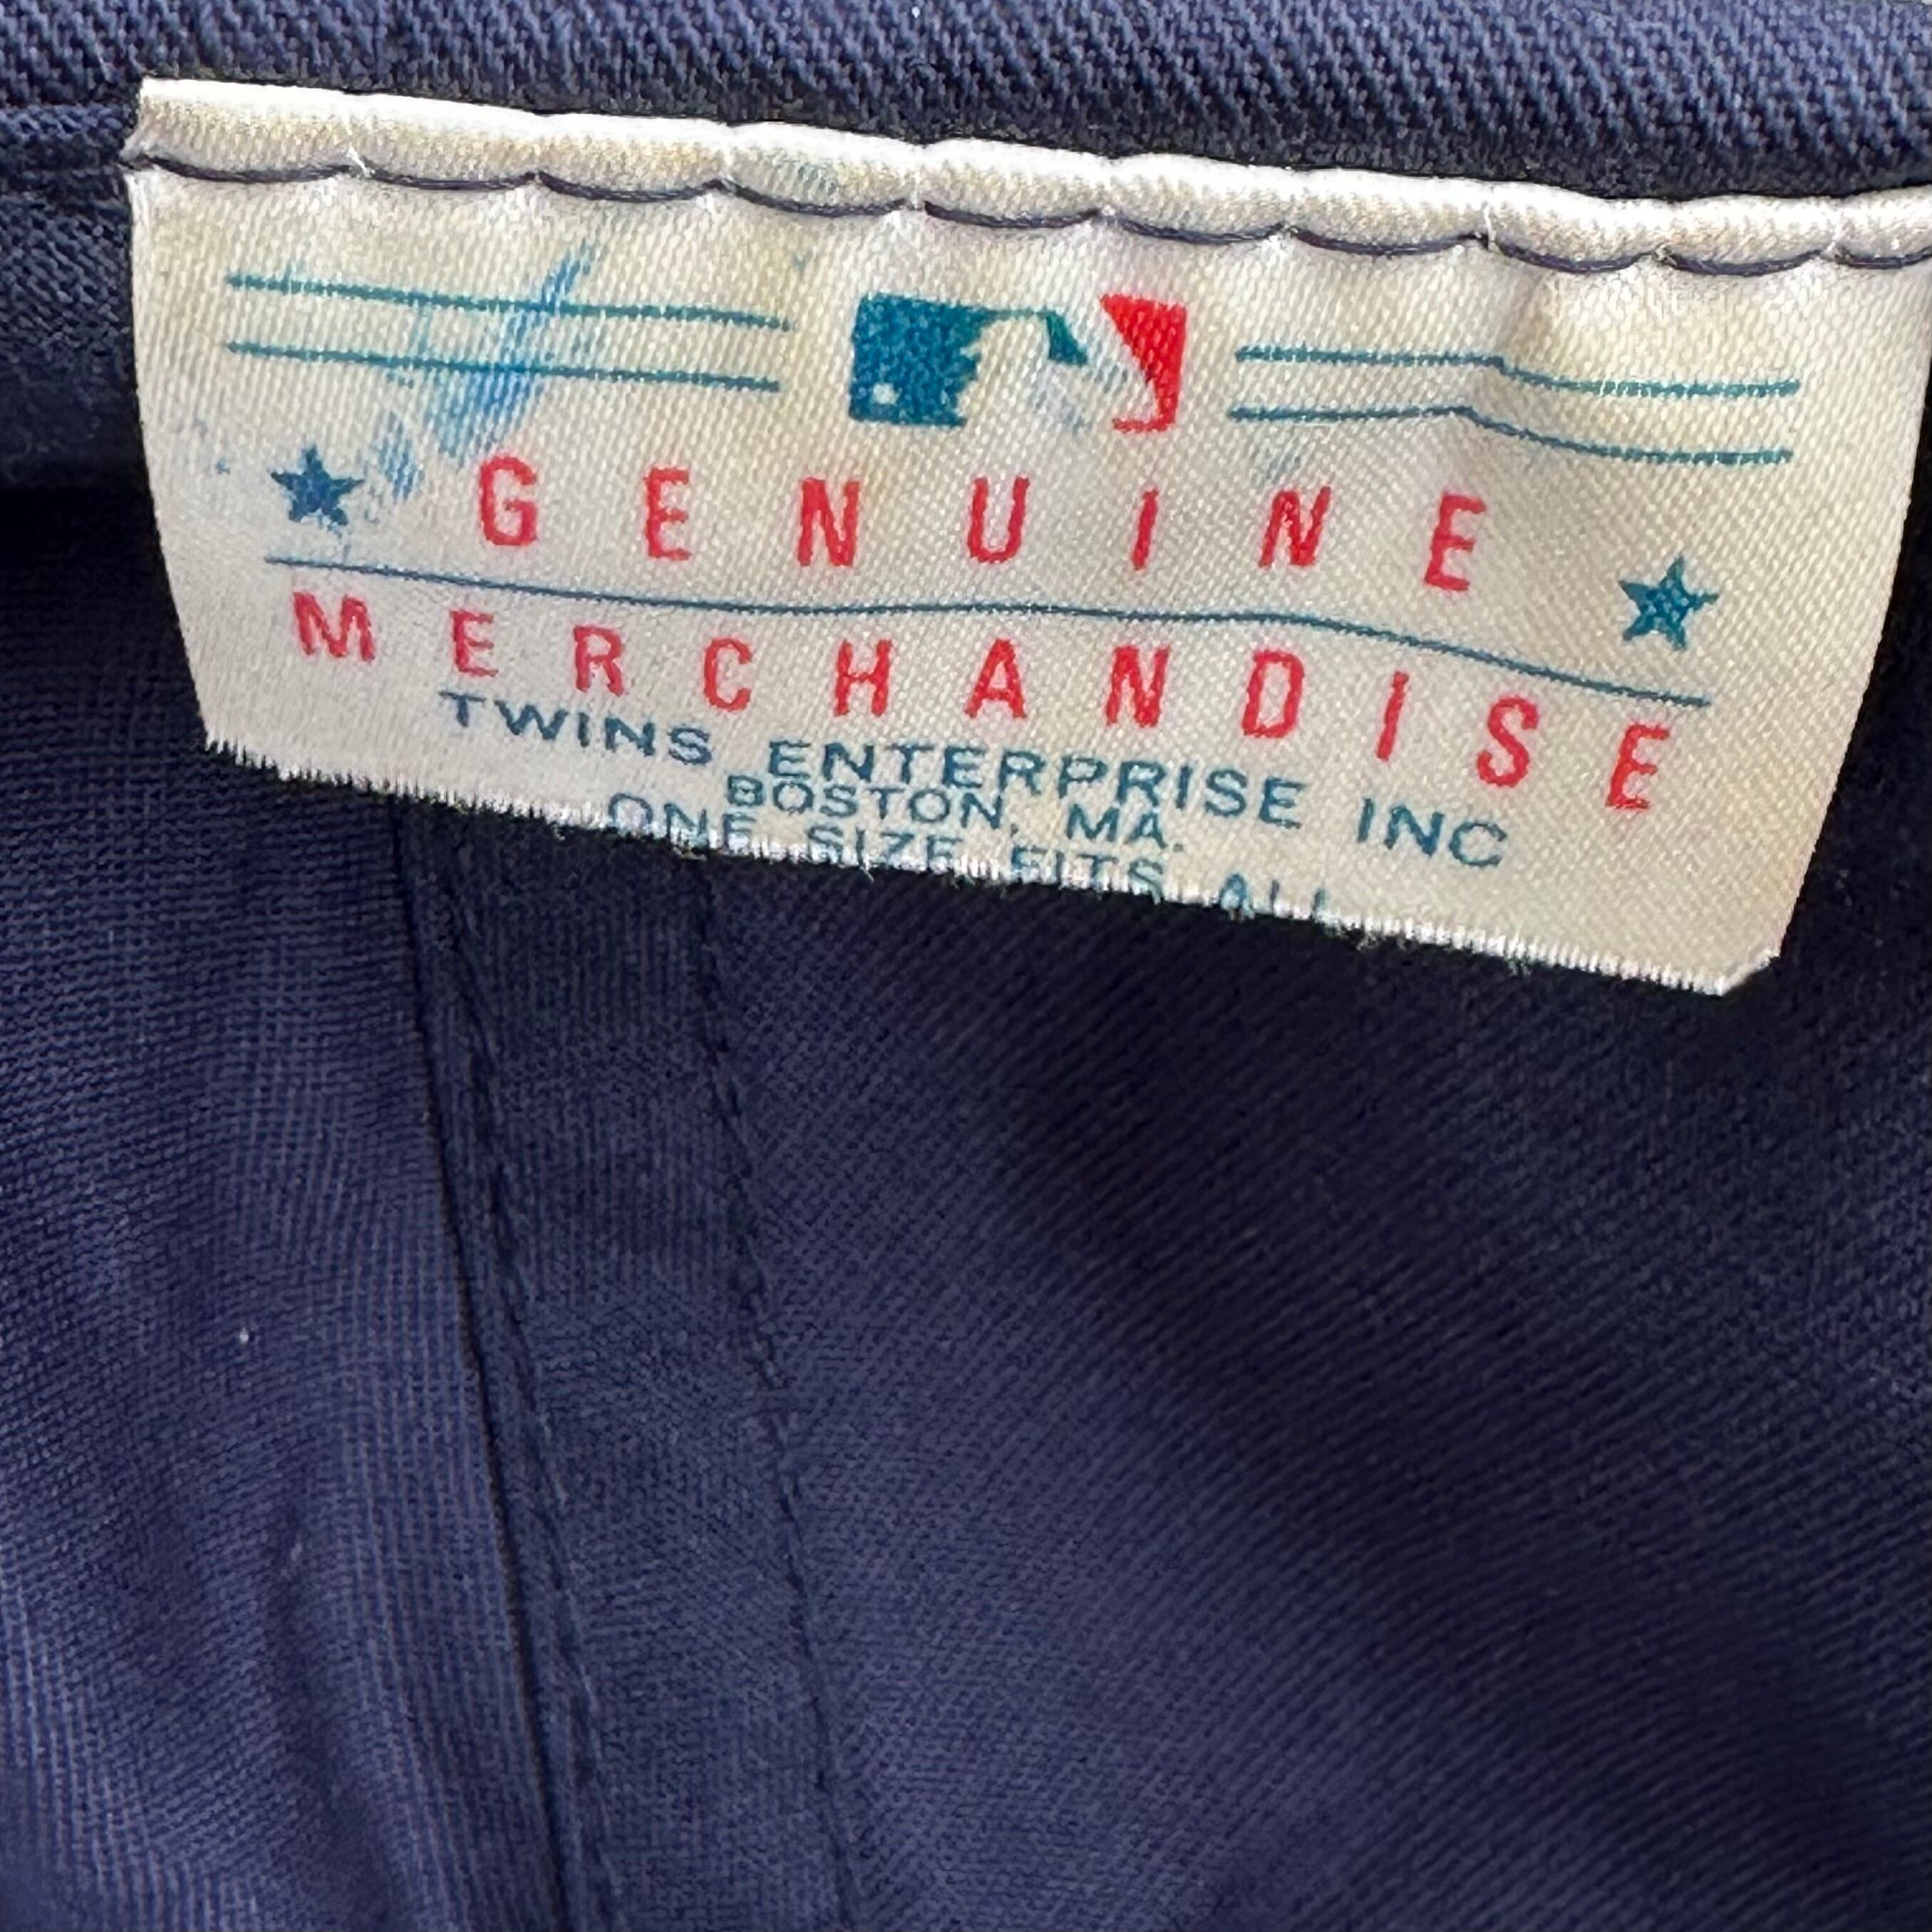 GENUINE
MERCHANDISE
TWINS ENTERPRISE INC
BOSTON, MA.
ONE SIZE FITS ALL